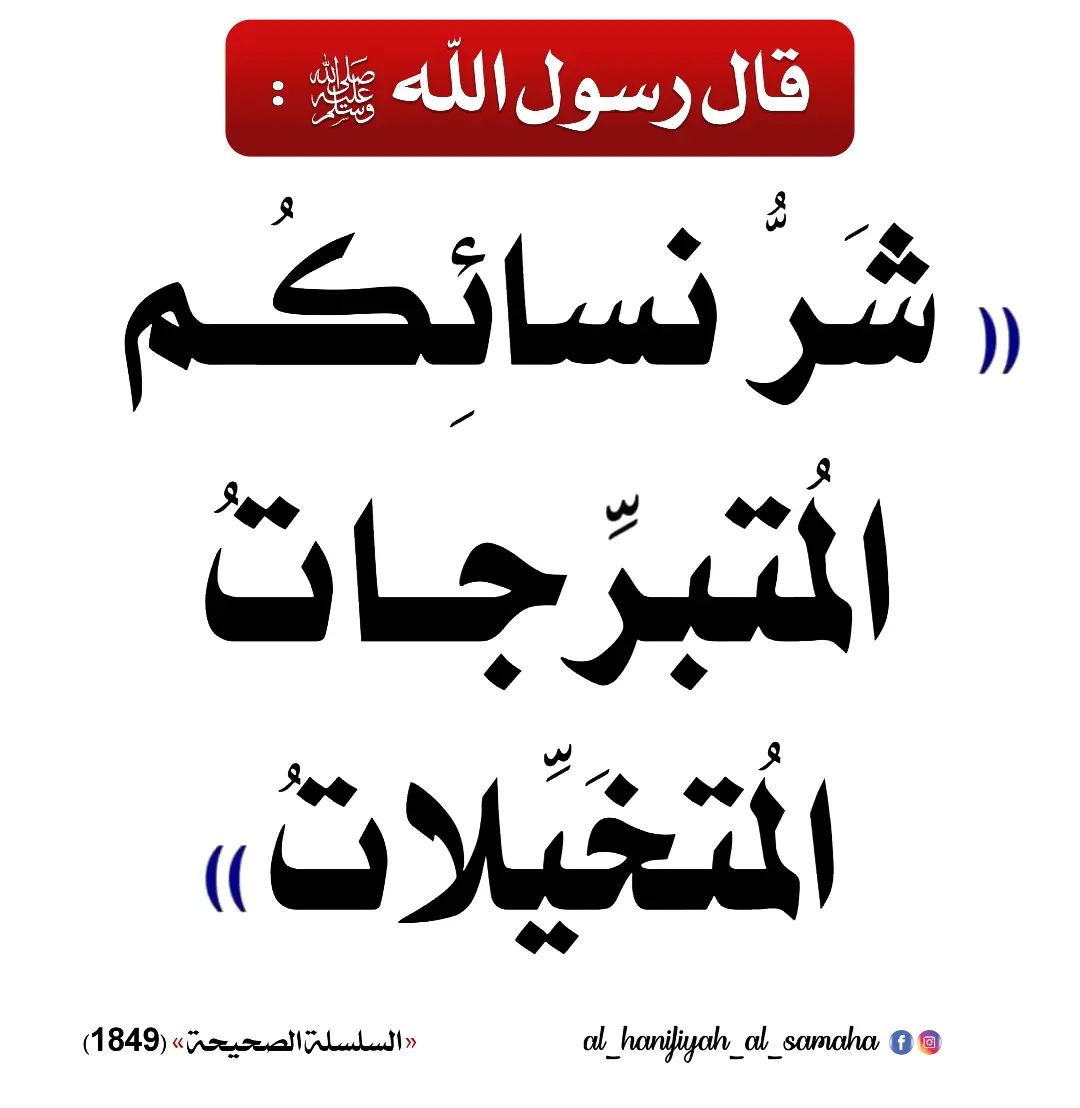 قال رسول الله ﷺ :
(( شَرُّ نسائِكُم
المُتبرِّجاتُ
المُتخَيِّلاتُ ))
«السلسلة الصحيحة» (1849)
al_hanifiyah_al_samaha